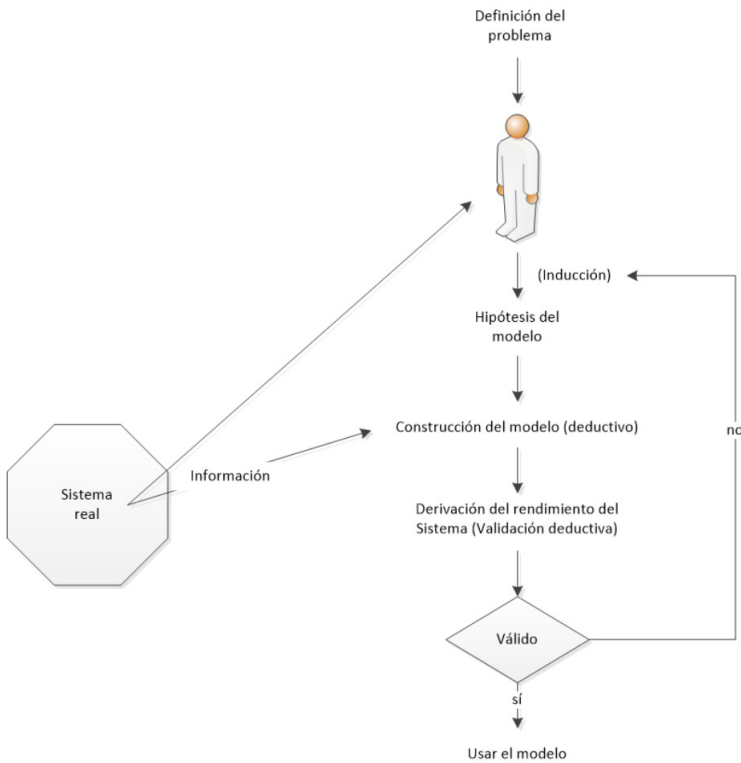 Definición del
problema
(Inducción)
Hipótesis del
modelo
Construcción del modelo (deductivo)
no
Información
Sistema
real
Derivación del rendimiento del
Sistema (Validación deductiva)
Válido
sí
Usar el modelo